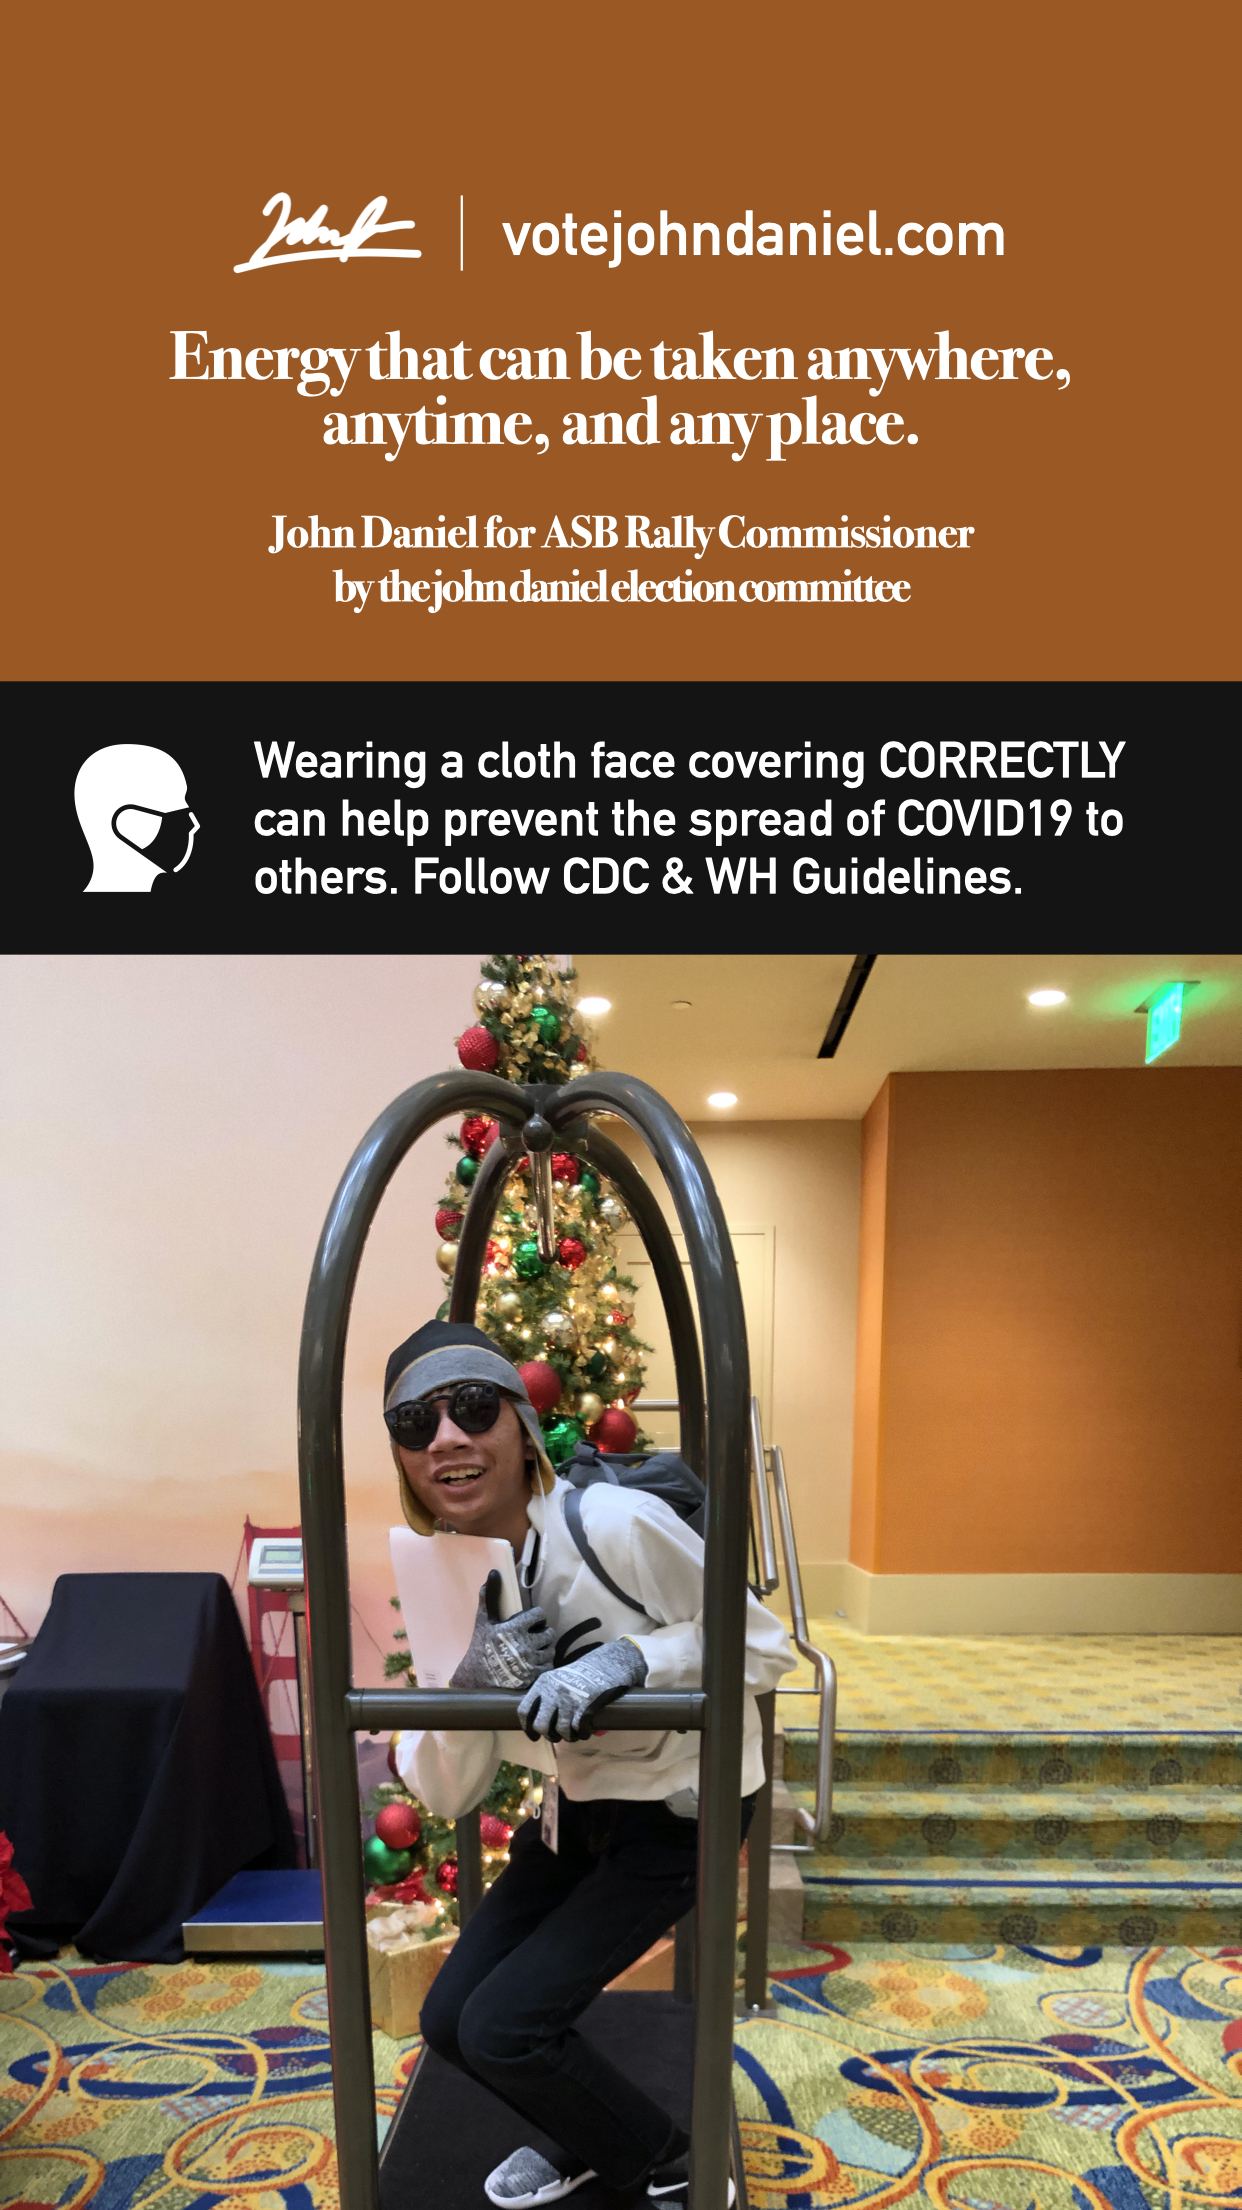 John
votejohndaniel.com
Energy that can be taken anywhere,
anytime, and any place.
John Daniel for ASB Rally Commissioner
by the john daniel election committee
Wearing a cloth face covering CORRECTLY
can help prevent the spread of COVID19 to
others. Follow CDC & WH Guidelines.